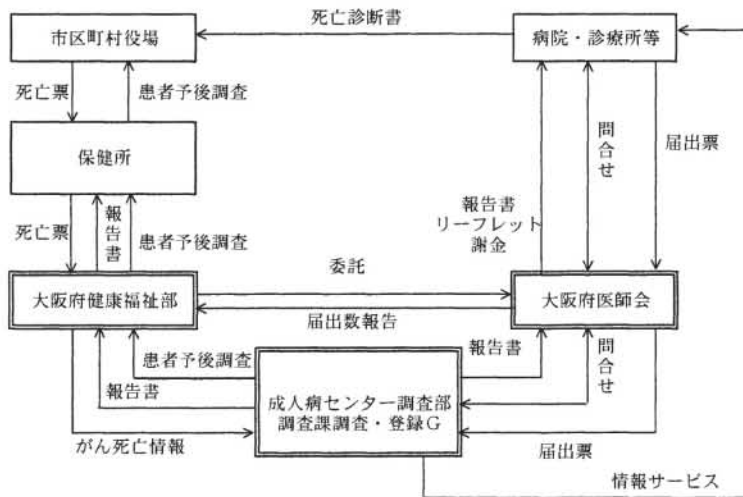 死亡診断書
市区町村役場
病院・診療所等
死亡票
患者予後調査
問合せ
届出票
保健所
報告書
リーフレット
謝金
死亡票
報告書
患者予後調査
委託
大阪府健康福祉部
大阪府医師会
届出数報告
患者予後調査
報告書
報告書
問合せ
成人病センター調査部
調査課調査・登録G
がん死亡情報
届出票
情報サービス